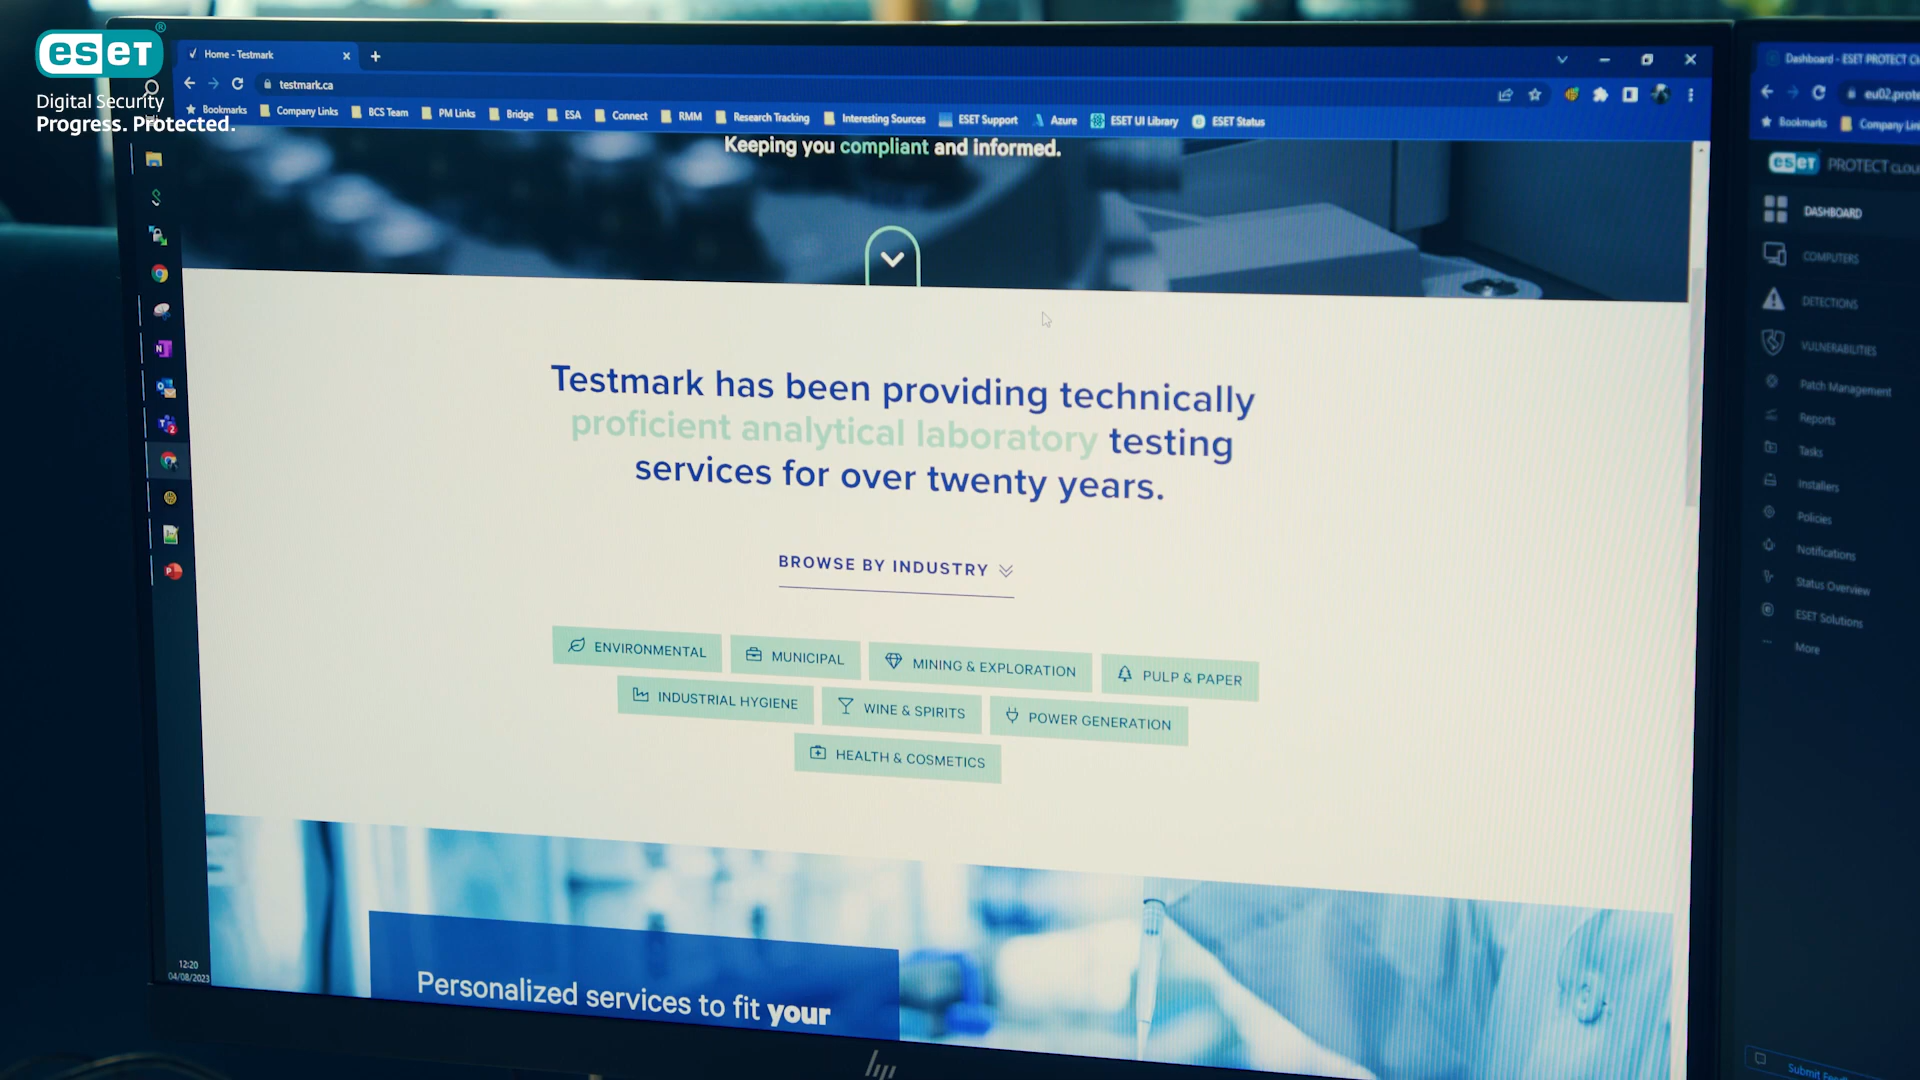 eseT®
Digital Security
Progress. Protected.
Home - Testmark
testmark.ca
Bookmarks
Company Links
BCS Team
PM Links
Bridge
ESA
Connect
RMM
Research Tracking
Interesting Sources
ESET Support
Azure
ESET UI Library
ESET Status
Keeping you compliant and informed.
Testmark has been providing technically
proficient analytical laboratory testing
services for over twenty years.
BROWSE BY INDUSTRY
ENVIRONMENTAL
MUNICIPAL
MINING & EXPLORATION
PULP & PAPER
INDUSTRIAL HYGIENE
WINE & SPIRITS
POWER GENERATION
HEALTH & COSMETICS
Personalized services to fit your
12:20
04/08/2023
hp
Dashboard - ESET PROTECT Cl
eu02.prote
Bookmarks
Company Lin
eseT PROTECT CLOU
DASHBOARD
COMPUTERS
DETECTIONS
VULNERABILITIES
Patch Management
Reports
Tasks
Installers
Policies
Notifications
Status Overview
ESET Solutions
More
Submit Feed